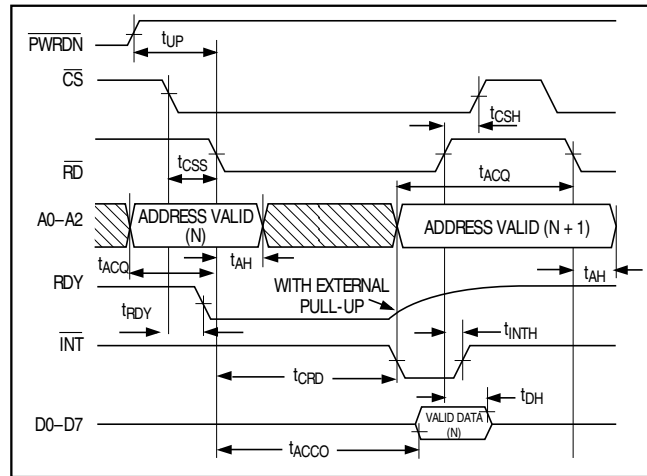 PWRDN
tUP
CS
tCSH
tCSS
RD
tACQ
A0–A2
ADDRESS VALID
(N)
ADDRESS VALID (N + 1)
tACQ
tAH
tAH
RDY
WITH EXTERNAL
PULL-UP
tRDY
tINTH
INT
tCRD
tDH
D0–D7
VALID DATA
(N)
tACCO